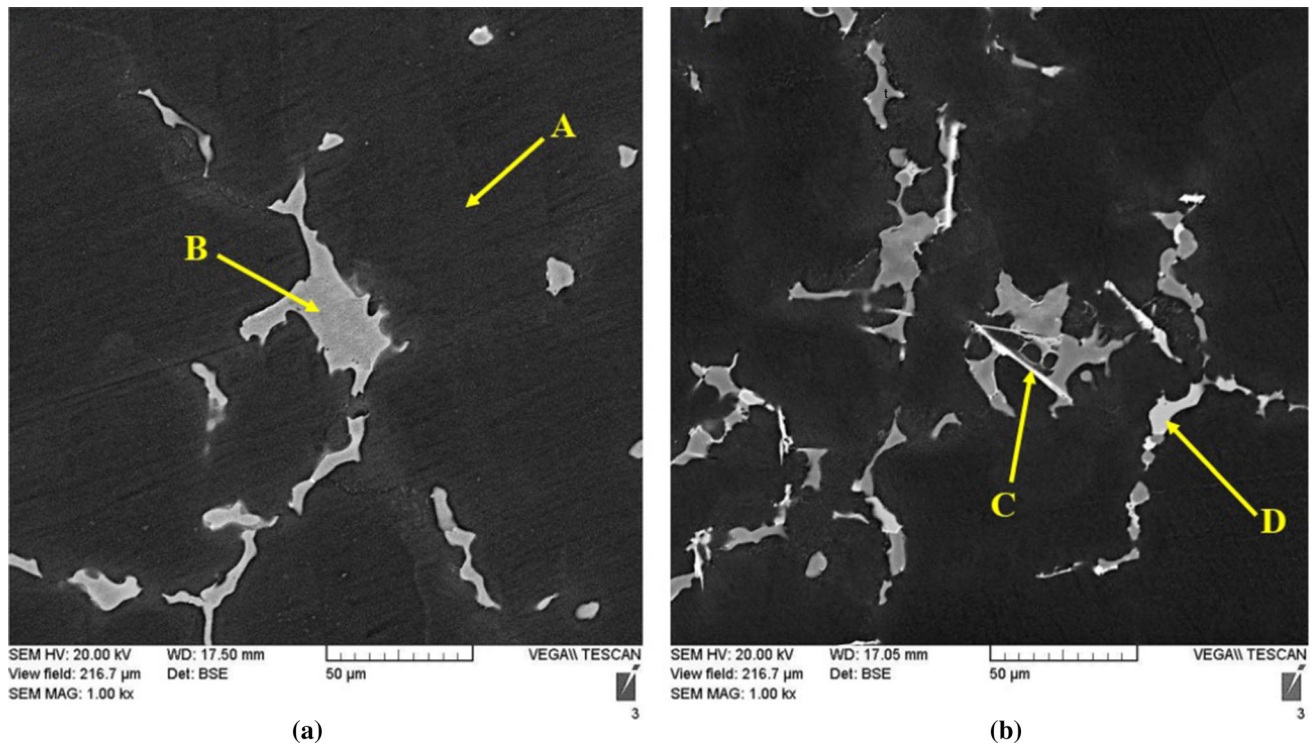 A
B
SEM HV: 20.00 kV WD: 17.50 mm VEGA\\ TESCAN
View field: 216.7 µm Det: BSE 50 µm
SEM MAG: 1.00 kx
3
(a)
t
C
D
SEM HV: 20.00 kV WD: 17.05 mm VEGA\\ TESCAN
View field: 216.7 µm Det: BSE 50 µm
SEM MAG: 1.00 kx
3
(b)